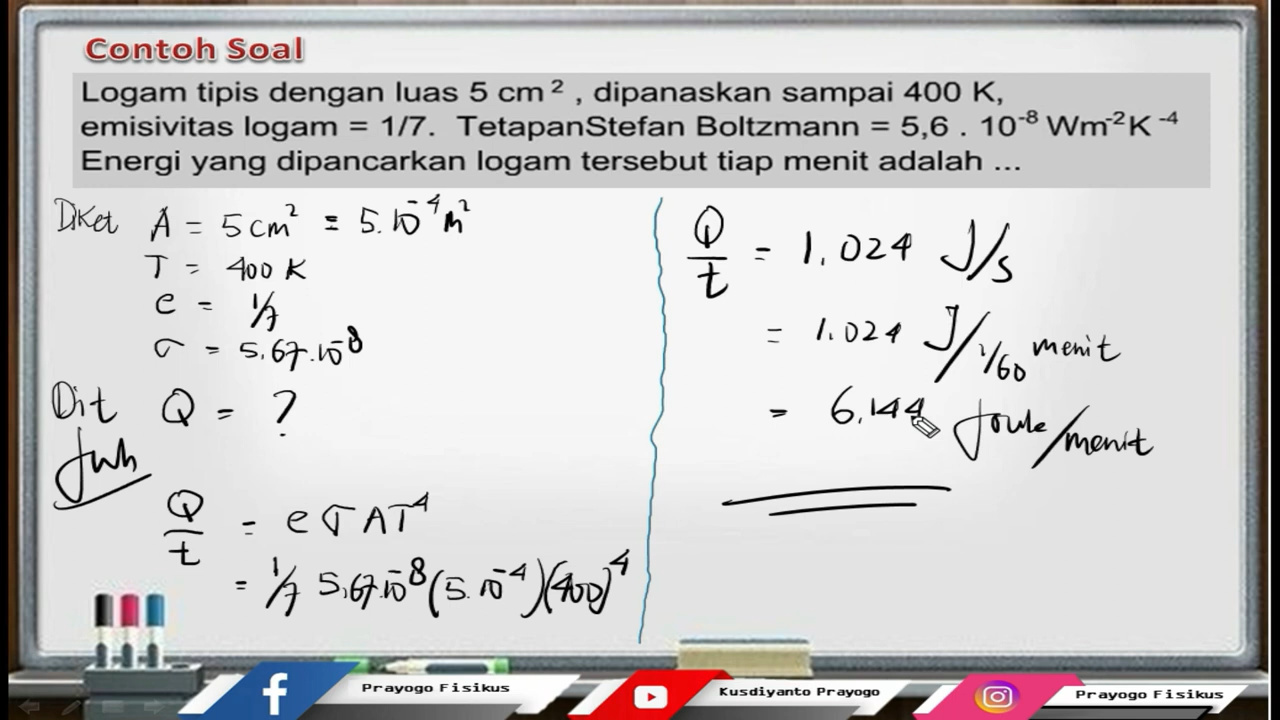 Contoh Soal
Logam tipis dengan luas 5 cm² , dipanaskan sampai 400 K,
emisivitas logam = 1/7. TetapanStefan Boltzmann = 5,6 . 10⁻⁸ Wm⁻²K⁻⁴
Energi yang dipancarkan logam tersebut tiap menit adalah ...
Dket A = 5 cm² = 5.10⁻⁴ m²
T = 400 K
e = 1/7
σ = 5,67.10⁻⁸
Dit Q = ?
Jwb
Q/t = e σ A T⁴
= 1/7 5,67.10⁻⁸ (5.10⁻⁴)(400)⁴
Q/t = 1.024 J/s
= 1.024 J/ 1/60 menit
= 6.144 Joule/menit
Prayogo Fisikus
Kusdiyanto Prayogo
Prayogo Fisikus